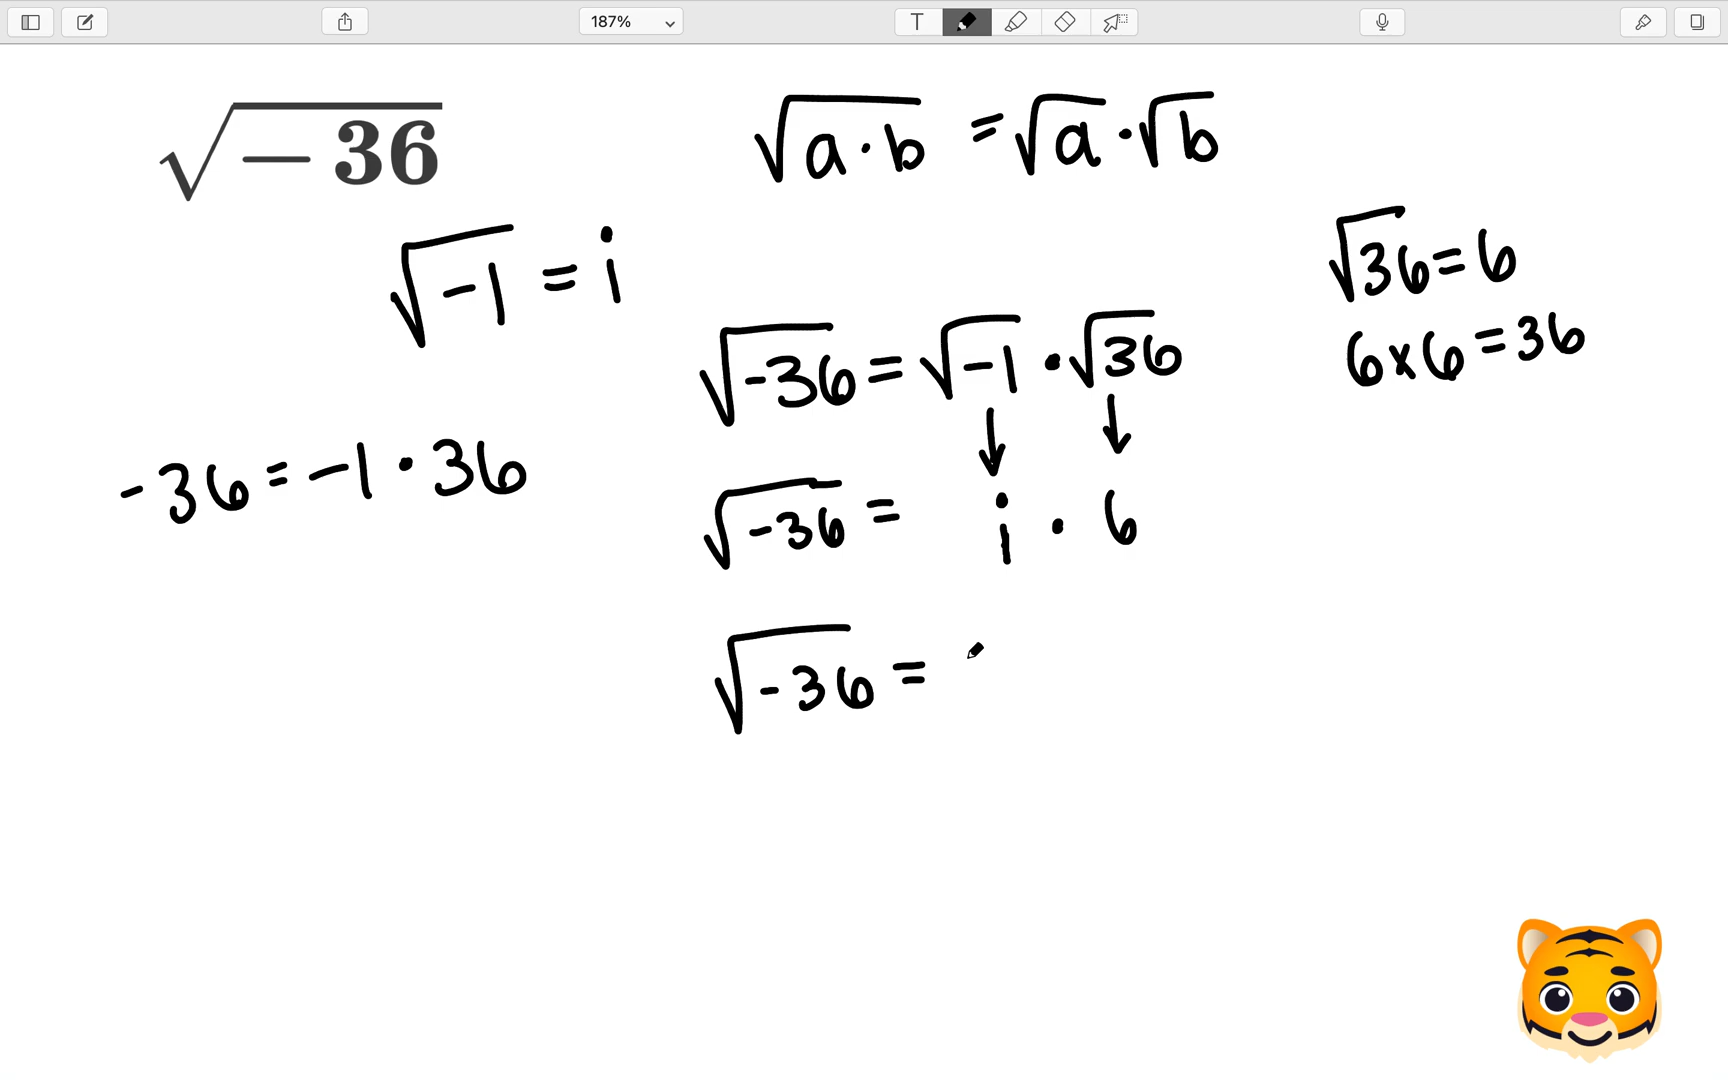 187%
T
√-36
√a·b = √a·√b
√-1 = i
√36 = 6
6x6=36
√-36 = √-1 · √36
-36 = -1 · 36
√-36 = i · 6
√-36 =